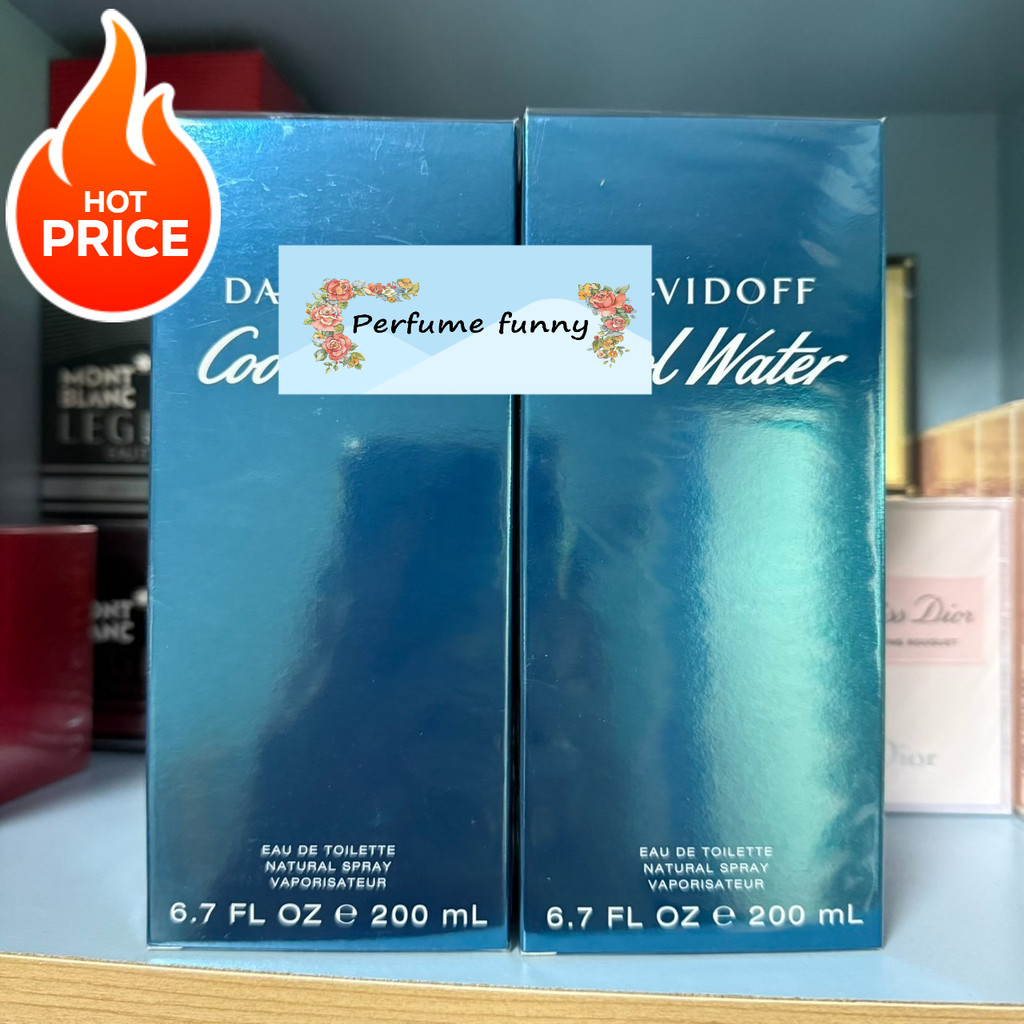 HOT
PRICE
DA
VIDOFF
Perfume funny
Coo
l Water
MONT
BLANC
LEG
Dior
Dior
EAU DE TOILETTE
NATURAL SPRAY
VAPORISATEUR
6.7 FL OZ e 200 mL
EAU DE TOILETTE
NATURAL SPRAY
VAPORISATEUR
6.7 FL OZ e 200 mL